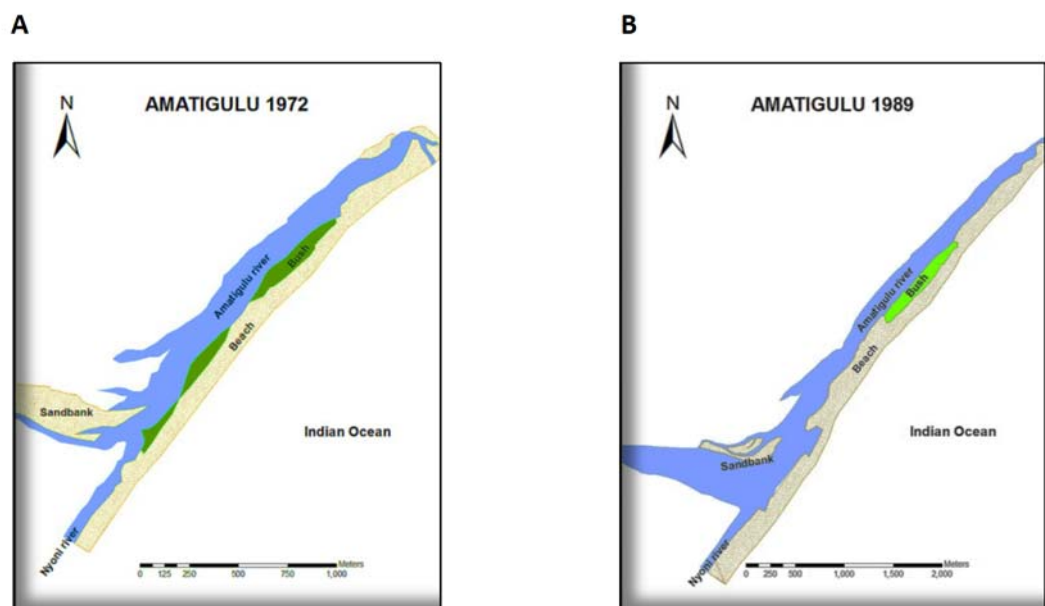 A
B
N
AMATIGULU 1972
Amatigulu river
Bush
Beach
Sandbank
Indian Ocean
Nyoni river
Meters
0 125 250 500 750 1,000
N
AMATIGULU 1989
Amatigulu river
Bush
Beach
Indian Ocean
Sandbank
Nyoni river
Meters
0 250 500 1,000 1,500 2,000